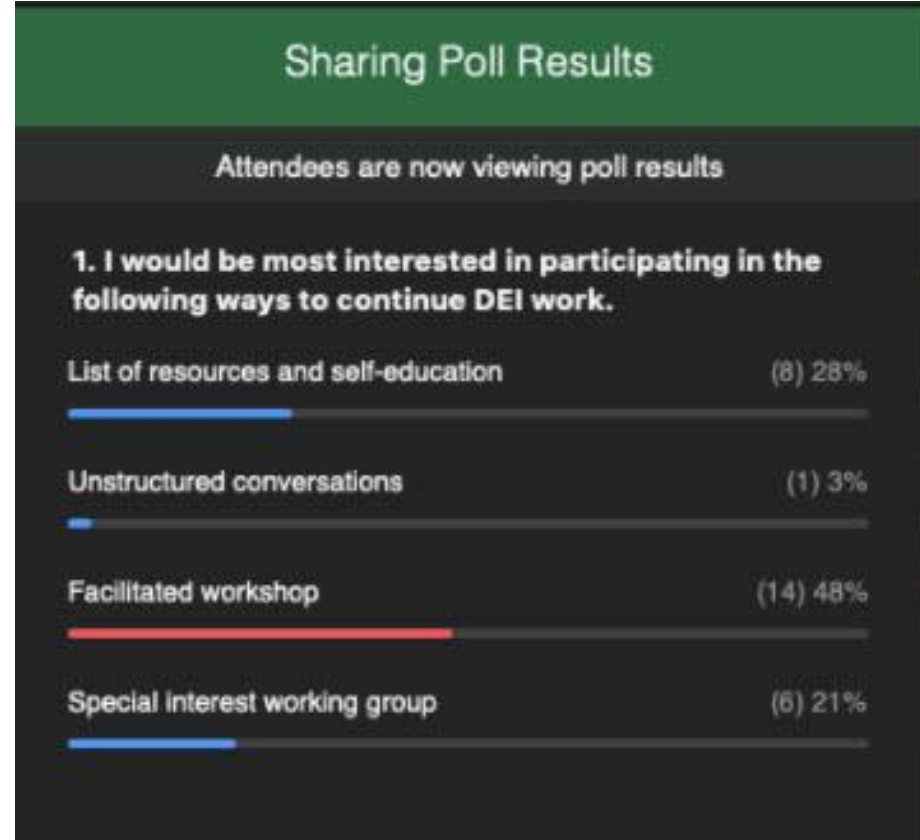 Sharing Poll Results
Attendees are now viewing poll results
1. I would be most interested in participating in the
following ways to continue DEI work.
List of resources and self-education (8) 28%
Unstructured conversations (1) 3%
Facilitated workshop (14) 48%
Special interest working group (6) 21%